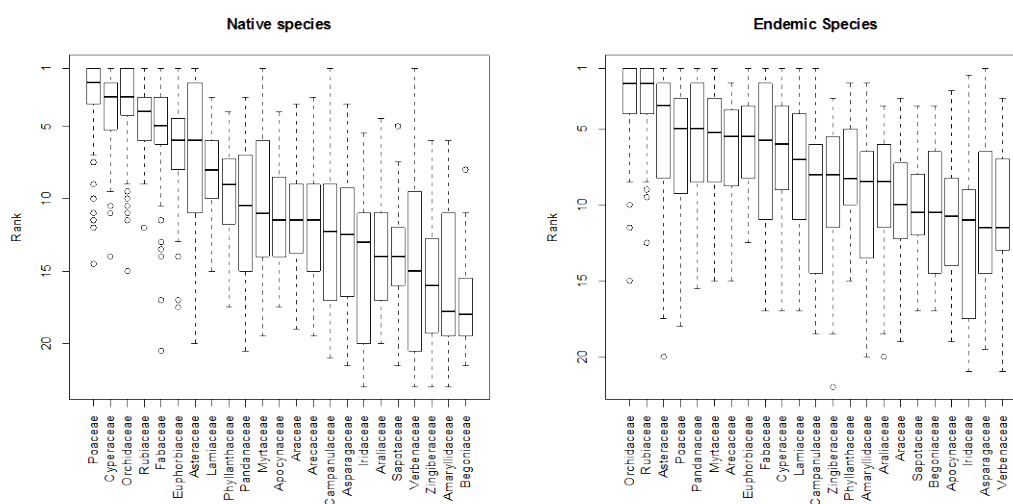 Native species
Rank
1
5
10
15
20
Poaceae
Cyperaceae
Orchidaceae
Rubiaceae
Fabaceae
Euphorbiaceae
Asteraceae
Lamiaceae
Phyllanthaceae
Pandanaceae
Myrtaceae
Apocynaceae
Araceae
Arecaceae
Campanulaceae
Asparagaceae
Iridaceae
Araliaceae
Sapotaceae
Verbenaceae
Zingiberaceae
Amaryllidaceae
Begoniaceae
Endemic Species
Rank
1
5
10
15
20
Orchidaceae
Rubiaceae
Asteraceae
Poaceae
Pandanaceae
Myrtaceae
Arecaceae
Euphorbiaceae
Fabaceae
Cyperaceae
Lamiaceae
Campanulaceae
Zingiberaceae
Phyllanthaceae
Amaryllidaceae
Araliaceae
Araceae
Sapotaceae
Begoniaceae
Apocynaceae
Iridaceae
Asparagaceae
Verbenaceae